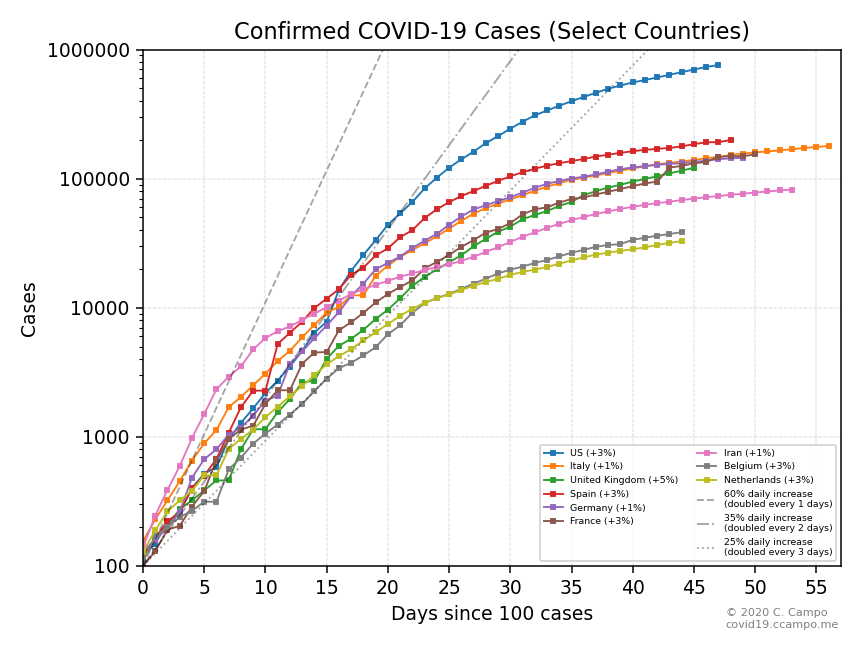 Confirmed COVID-19 Cases (Select Countries)
1000000
100000
10000
1000
100
Cases
0 5 10 15 20 25 30 35 40 45 50 55
Days since 100 cases
US (+3%)
Italy (+1%)
United Kingdom (+5%)
Spain (+3%)
Germany (+1%)
France (+3%)
Iran (+1%)
Belgium (+3%)
Netherlands (+3%)
60% daily increase
(doubled every 1 days)
35% daily increase
(doubled every 2 days)
25% daily increase
(doubled every 3 days)
© 2020 C. Campo
covid19.ccampo.me